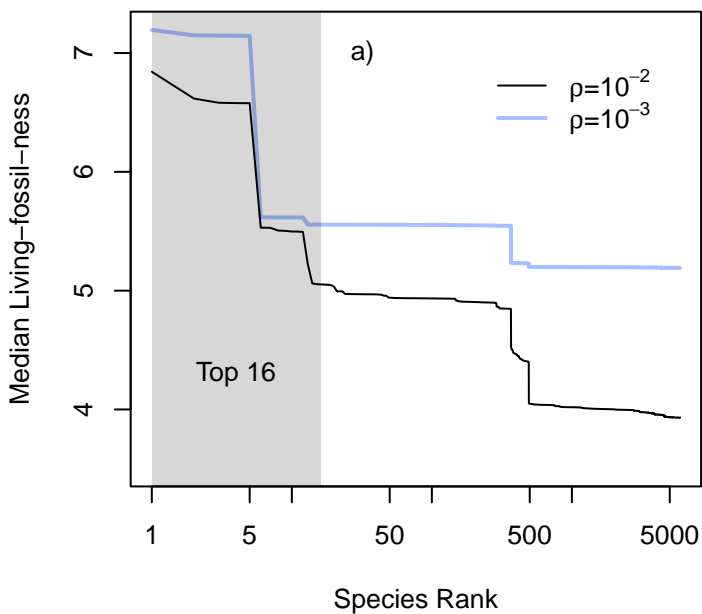 a)
ρ=10⁻²
ρ=10⁻³
Median Living−fossil−ness
7
6
5
4
Top 16
1
5
50
500
5000
Species Rank